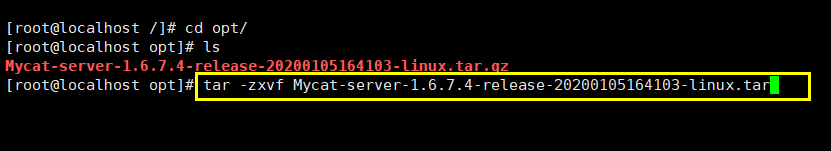 [root@localhost /]# cd opt/
[root@localhost opt]# ls
Mycat-server-1.6.7.4-release-20200105164103-linux.tar.gz
[root@localhost opt]# tar -zxvf Mycat-server-1.6.7.4-release-20200105164103-linux.tar